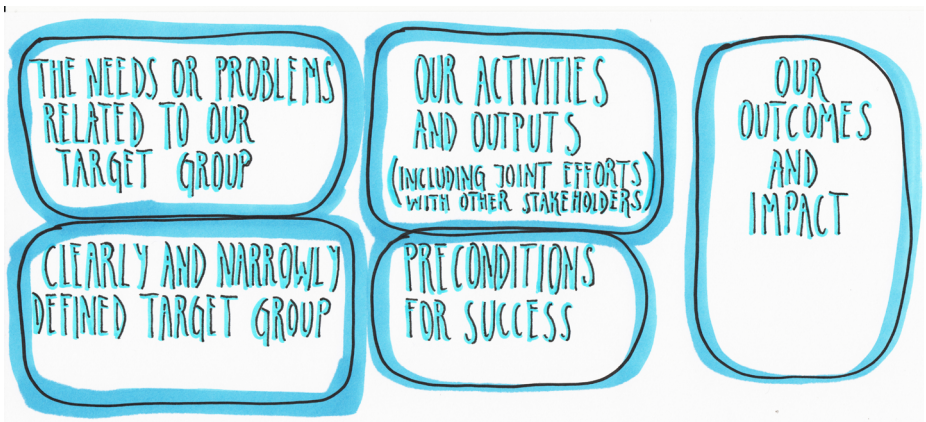 THE NEEDS OR PROBLEMS
RELATED TO OUR
TARGET GROUP
CLEARLY AND NARROWLY
DEFINED TARGET GROUP
OUR ACTIVITIES
AND OUTPUTS
(INCLUDING JOINT EFFORTS
WITH OTHER STAKEHOLDERS)
PRECONDITIONS
FOR SUCCESS
OUR
OUTCOMES
AND
IMPACT